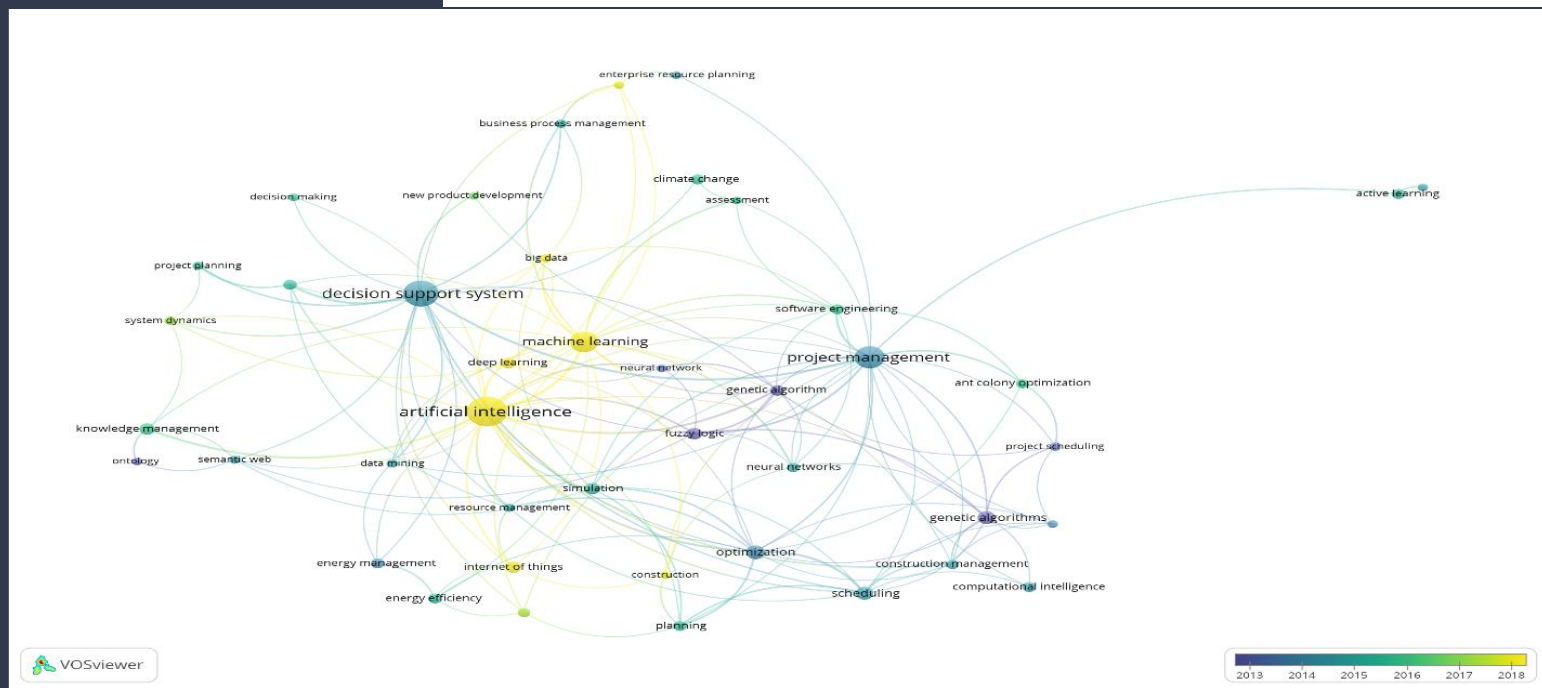 enterprise resource planning
business process management
climate change
decision making
new product development
assessment
active learning
big data
project planning
decision support system
software engineering
system dynamics
machine learning
project management
deep learning
neural network
genetic algorithm
ant colony optimization
artificial intelligence
knowledge management
fuzzy logic
project scheduling
ontology
semantic web
data mining
neural networks
simulation
resource management
genetic algorithms
optimization
energy management
internet of things
construction
construction management
energy efficiency
scheduling
computational intelligence
planning
VOSviewer
2013 2014 2015 2016 2017 2018